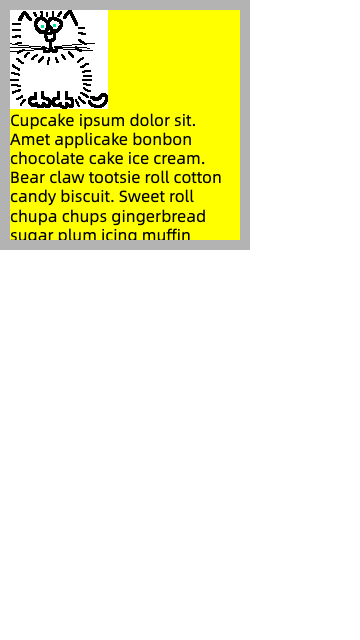 Cupcake ipsum dolor sit.
Amet applicake bonbon
chocolate cake ice cream.
Bear claw tootsie roll cotton
candy biscuit. Sweet roll
chupa chups gingerbread
sugar plum icing muffin